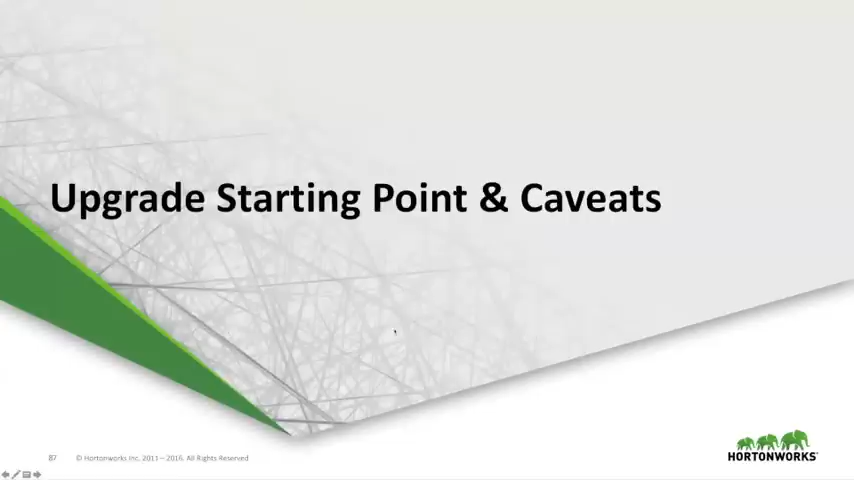 Upgrade Starting Point & Caveats
87 © Hortonworks Inc. 2011 – 2016. All Rights Reserved
HORTONWORKS